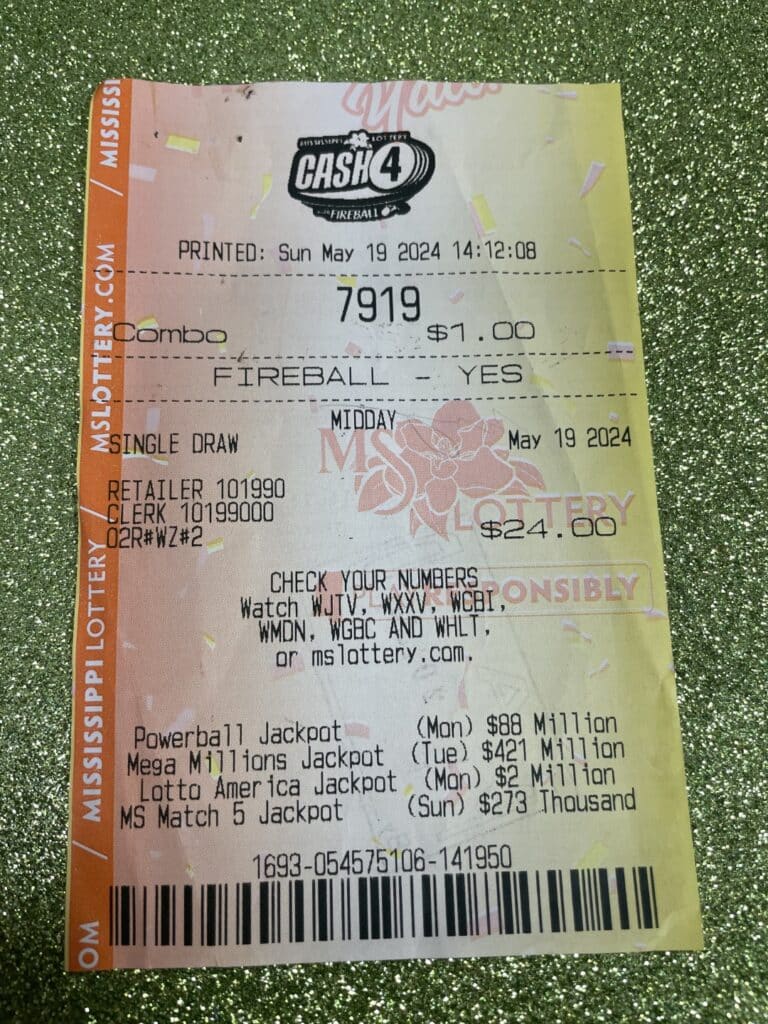 Y'all
MISSISSIPPI LOTTERY
CASH 4
FIREBALL
PRINTED: Sun May 19 2024 14:12:08
7919
Combo $1.00
FIREBALL - YES
MIDDAY
SINGLE DRAW May 19 2024
MS
LOTTERY
RETAILER 101990
CLERK 10199000
02R#WZ#2 $24.00
CHECK YOUR NUMBERS
RESPONSIBLY
Watch WJTV, WXXV, WCBI,
WMDN, WGBC AND WHLT,
or mslottery.com.
Powerball Jackpot (Mon) $88 Million
Mega Millions Jackpot (Tue) $421 Million
Lotto America Jackpot (Mon) $2 Million
MS Match 5 Jackpot (Sun) $273 Thousand
1693-054575106-141950
OM / MISSISSIPPI LOTTERY / MSLOTTERY.COM / MISSISSI